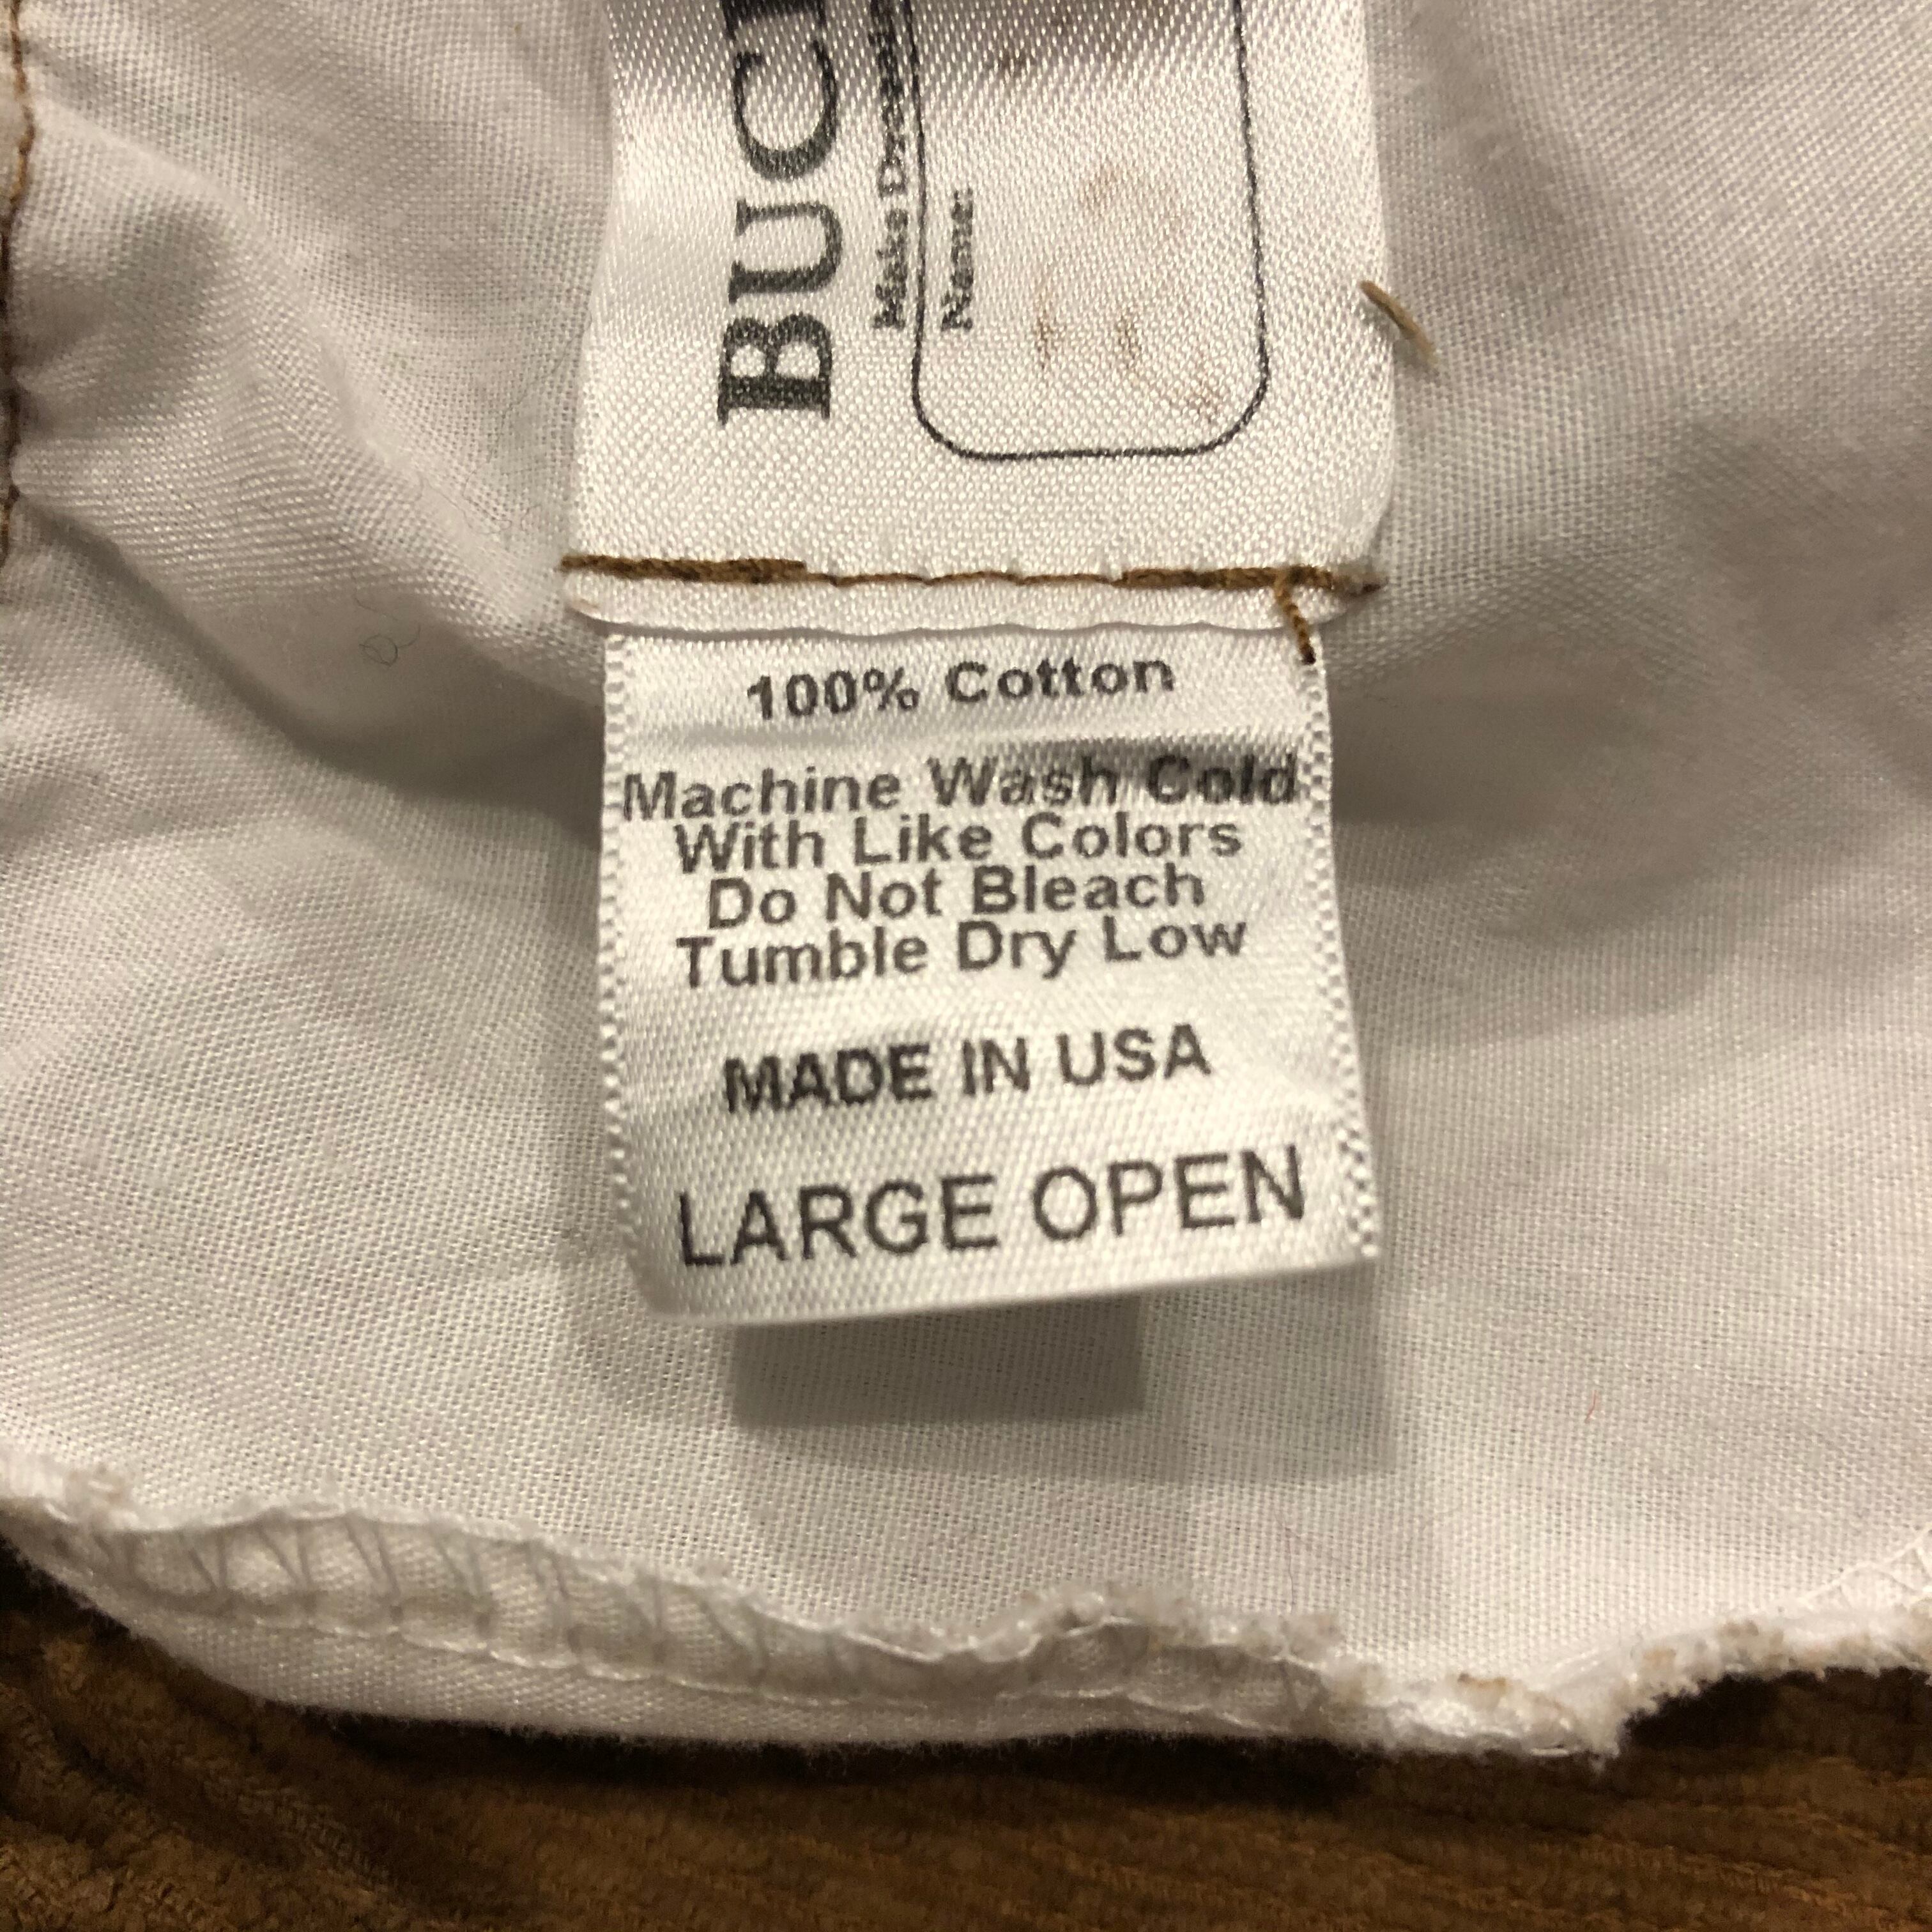 BUC
Make
Name:
100% Cotton
Machine Wash Cold
With Like Colors
Do Not Bleach
Tumble Dry Low
MADE IN USA
LARGE OPEN